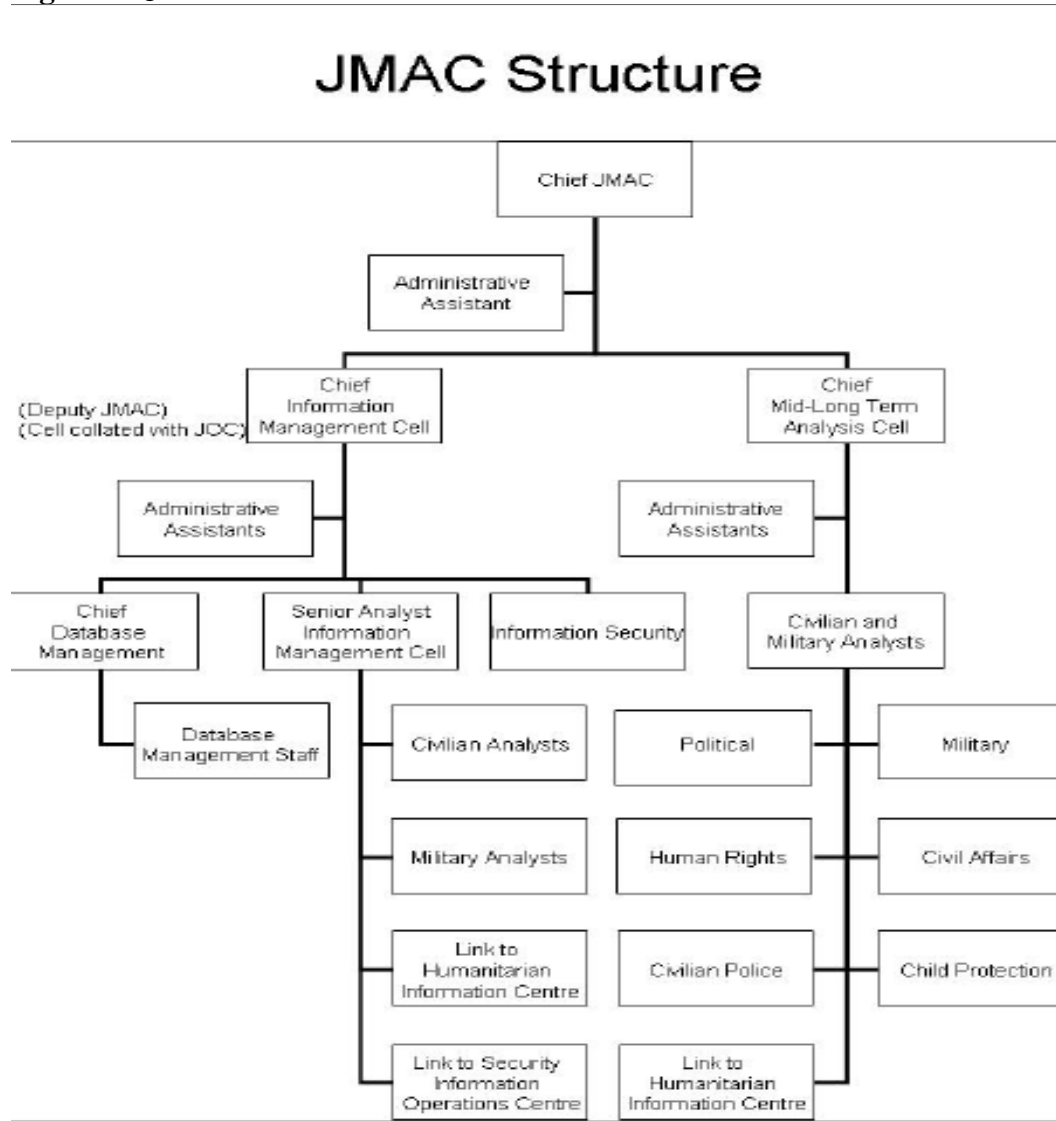 JMAC Structure
Chief JMAC
Administrative
Assistant
Chief
Information
Management Cell
(Deputy JMAC)
(Cell collated with JOC)
Chief
Mid-Long Term
Analysis Cell
Administrative
Assistants
Administrative
Assistants
Chief
Database
Management
Senior Analyst
Information
Management Cell
Information Security
Civilian and
Military Analysts
Database
Management Staff
Civilian Analysts
Political
Military
Military Analysts
Human Rights
Civil Affairs
Link to
Humanitarian
Information Centre
Civilian Police
Child Protection
Link to Security
Information
Operations Centre
Link to
Humanitarian
Information Centre